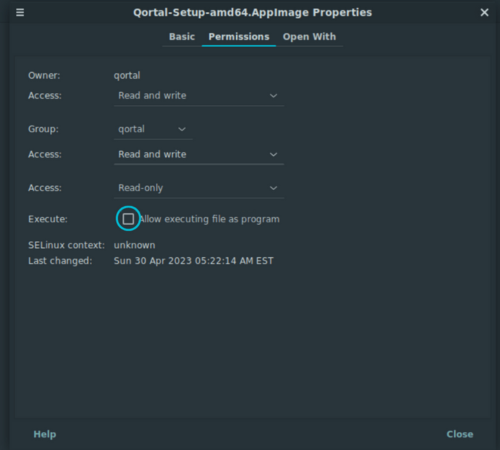 Qortal-Setup-amd64.AppImage Properties
Basic Permissions Open With
Owner: qortal
Access: Read and write
Group: qortal
Access: Read and write
Access: Read-only
Execute: Allow executing file as program
SELinux context: unknown
Last changed: Sun 30 Apr 2023 05:22:14 AM EST
Help Close